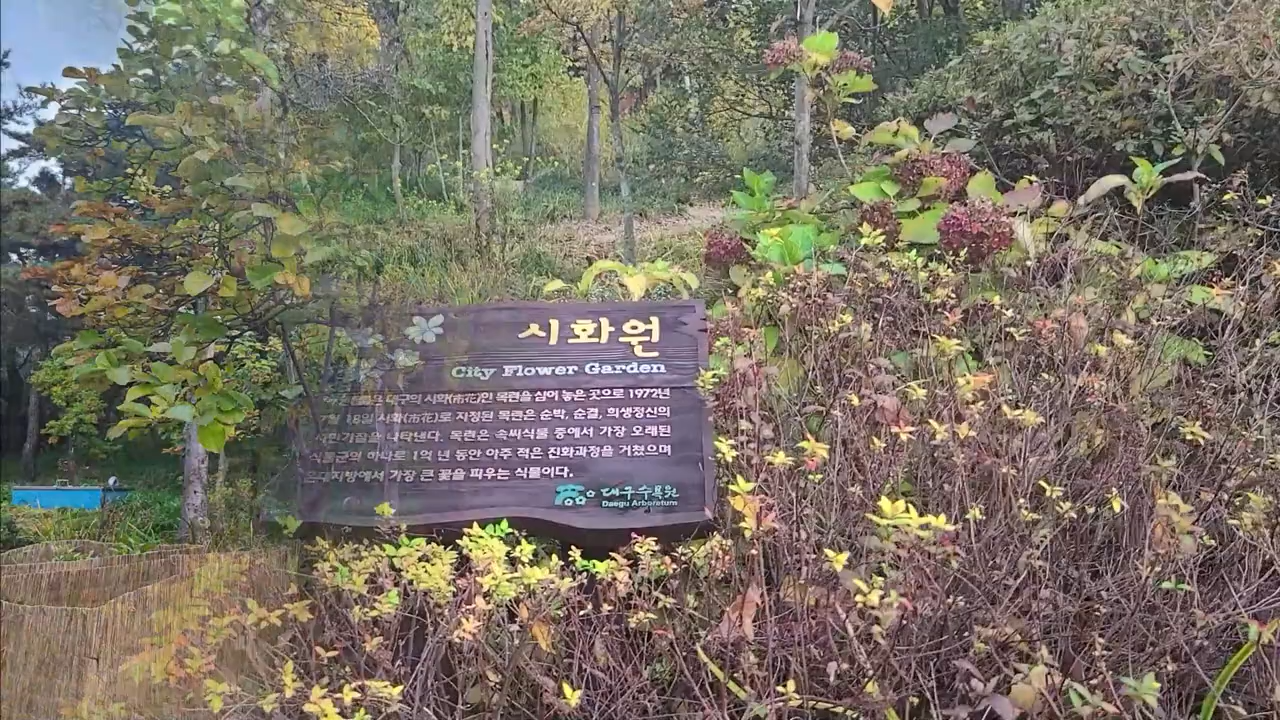 시화원
City Flower Garden
대구의 시화(市花)인 목련을 심어 놓은 곳으로 1972년
7월 18일 시화(市花)로 지정된 목련은 순박, 순결, 희생정신의
나타낸다. 목련은 속씨식물 중에서 가장 오래된
식물군의 하나로 1억 년 동안 아주 적은 진화과정을 거쳤으며
온대지방에서 가장 큰 꽃을 피우는 식물이다.
대구수목원
Daegu Arboretum